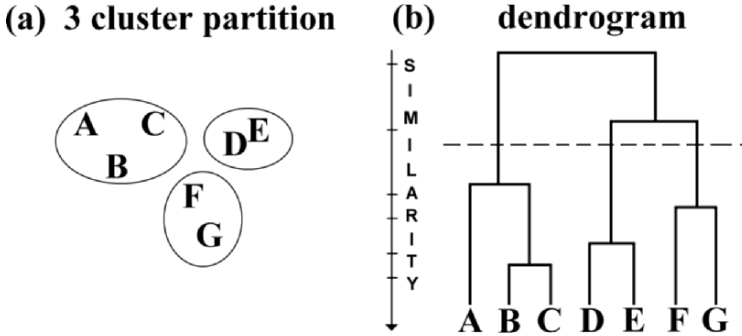 (a) 3 cluster partition
A C
B
D E
F
G
(b) dendrogram
S
I
M
I
L
A
R
I
T
Y
A B C D E F G